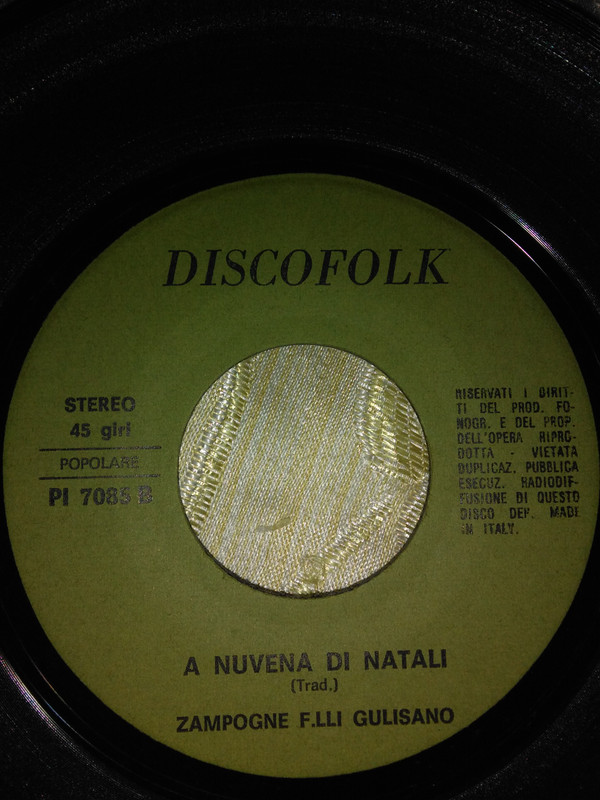 DISCOFOLK
STEREO
45 giri
POPOLARE
PI 7085 B
RISERVATI I DIRIT-
TI DEL PROD. FO-
NOGR. E DEL PROP.
DELL'OPERA RIPRO-
DOTTA - VIETATA
DUPLICAZ. PUBBLICA
ESECUZ. RADIODIF-
FUSIONE DI QUESTO
DISCO DEP. MADE
IN ITALY.
A NUVENA DI NATALI
(Trad.)
ZAMPOGNE F.LLI GULISANO